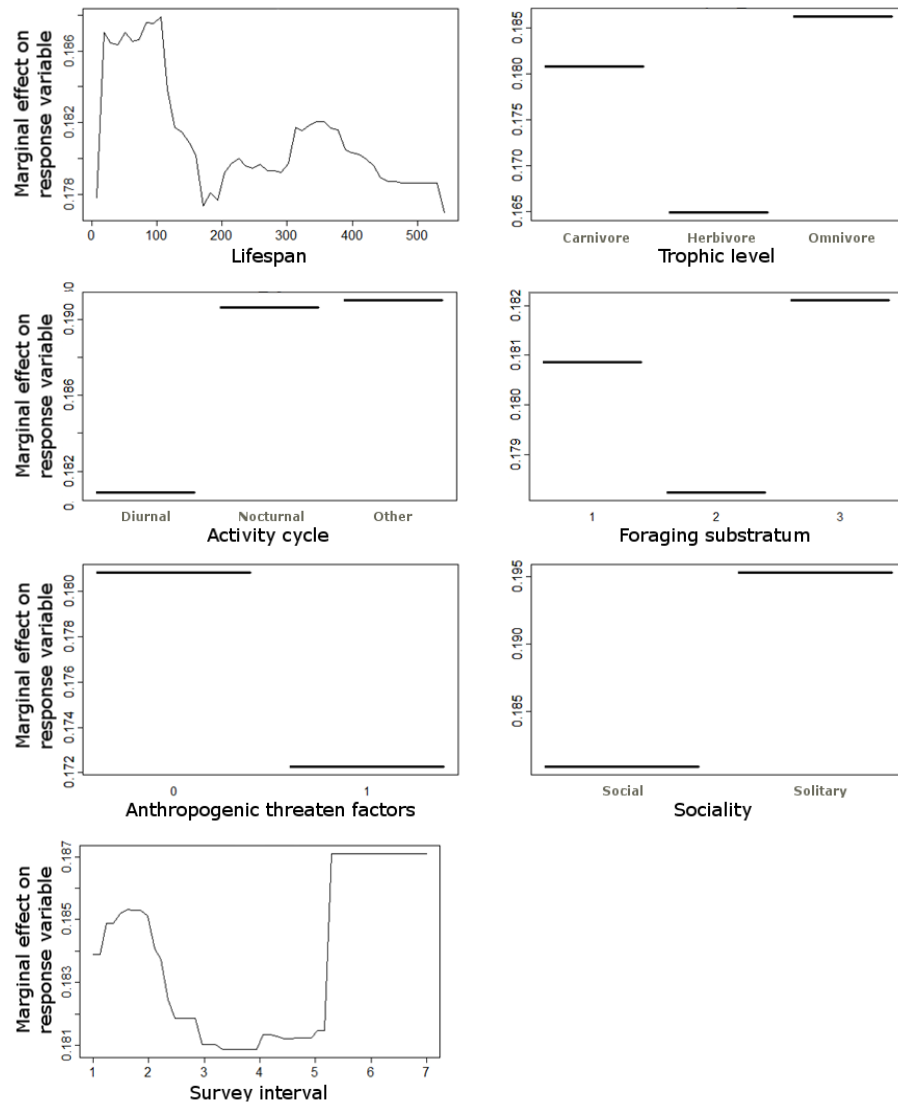 Marginal effect on
response variable
0.178 0.182 0.186
0 100 200 300 400 500
Lifespan
0.165 0.170 0.175 0.180 0.185
Carnivore Herbivore Omnivore
Trophic level
Marginal effect on
response variable
0.182 0.186 0.190
Diurnal Nocturnal Other
Activity cycle
0.179 0.180 0.181 0.182
1 2 3
Foraging substratum
Marginal effect on
response variable
0.172 0.174 0.176 0.178 0.180
0 1
Anthropogenic threaten factors
0.185 0.190 0.195
Social Solitary
Sociality
Marginal effect on
response variable
0.181 0.183 0.185 0.187
1 2 3 4 5 6 7
Survey interval